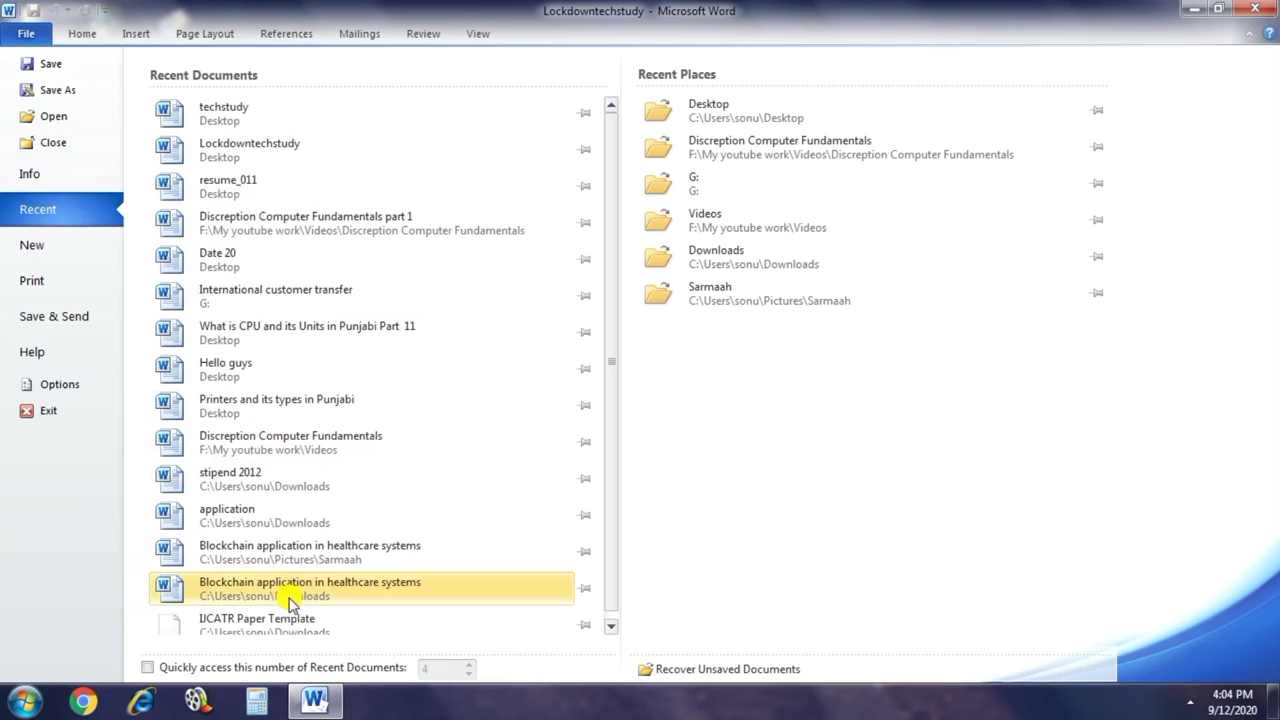 Lockdowntechstudy - Microsoft Word
File Home Insert Page Layout References Mailings Review View
Save
Save As
Open
Close
Info
Recent
New
Print
Save & Send
Help
Options
Exit
Recent Documents
techstudy
Desktop
Lockdowntechstudy
Desktop
resume_011
Desktop
Discreption Computer Fundamentals part 1
F:\My youtube work\Videos\Discreption Computer Fundamentals
Date 20
Desktop
International customer transfer
G:
What is CPU and its Units in Punjabi Part 11
Desktop
Hello guys
Desktop
Printers and its types in Punjabi
Desktop
Discreption Computer Fundamentals
F:\My youtube work\Videos
stipend 2012
C:\Users\sonu\Downloads
application
C:\Users\sonu\Downloads
Blockchain application in healthcare systems
C:\Users\sonu\Pictures\Sarmaah
Blockchain application in healthcare systems
C:\Users\sonu\Downloads
IJCATR Paper Template
C:\Users\sonu\Downloads
Quickly access this number of Recent Documents: 4
Recent Places
Desktop
C:\Users\sonu\Desktop
Discreption Computer Fundamentals
F:\My youtube work\Videos\Discreption Computer Fundamentals
G:
G:
Videos
F:\My youtube work\Videos
Downloads
C:\Users\sonu\Downloads
Sarmaah
C:\Users\sonu\Pictures\Sarmaah
Recover Unsaved Documents
4:04 PM
9/12/2020